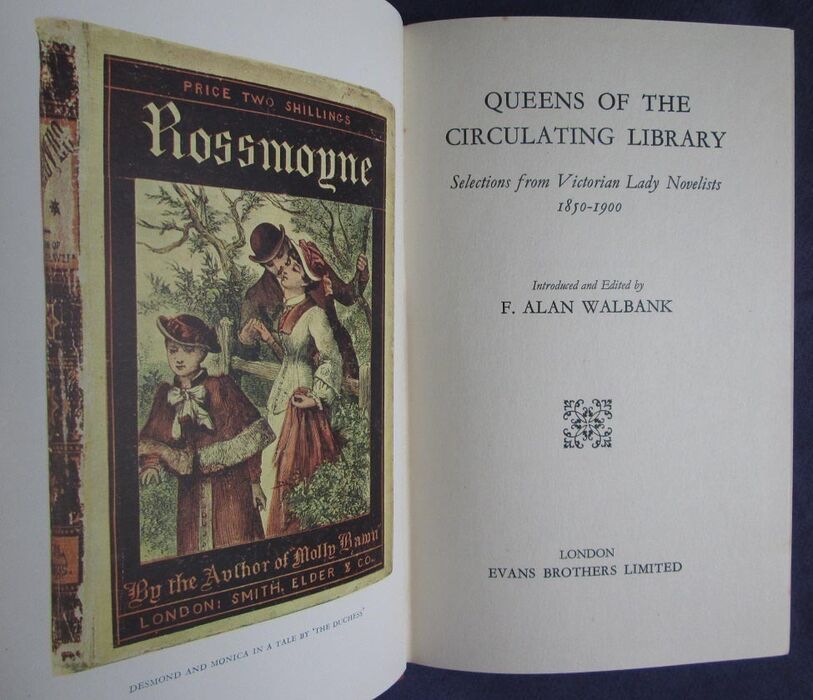 PRICE TWO SHILLINGS
Rossmoyne
By the Author of "Molly Bawn"
LONDON: SMITH, ELDER & CO.
DESMOND AND MONICA IN A TALE BY "THE DUCHESS"
QUEENS OF THE
CIRCULATING LIBRARY
Selections from Victorian Lady Novelists
1850-1900
Introduced and Edited by
F. ALAN WALBANK
LONDON
EVANS BROTHERS LIMITED